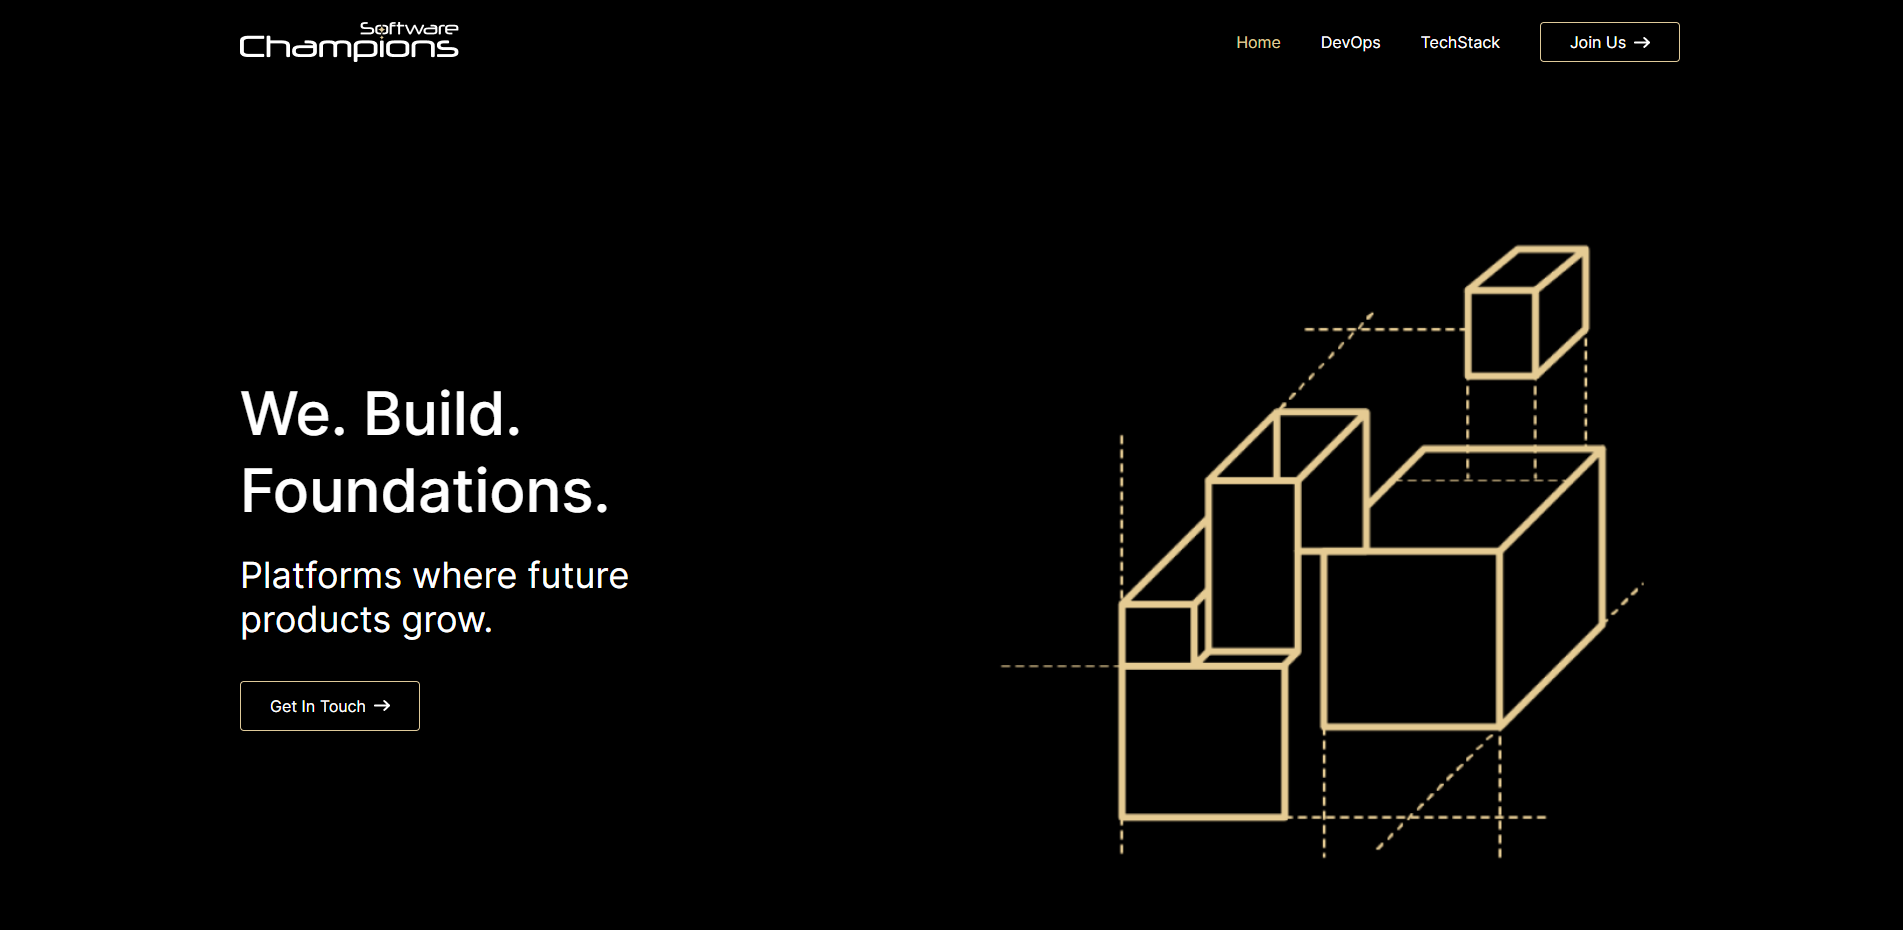 Software
Champions
Home
DevOps
TechStack
Join Us →
We. Build.
Foundations.
Platforms where future
products grow.
Get In Touch →